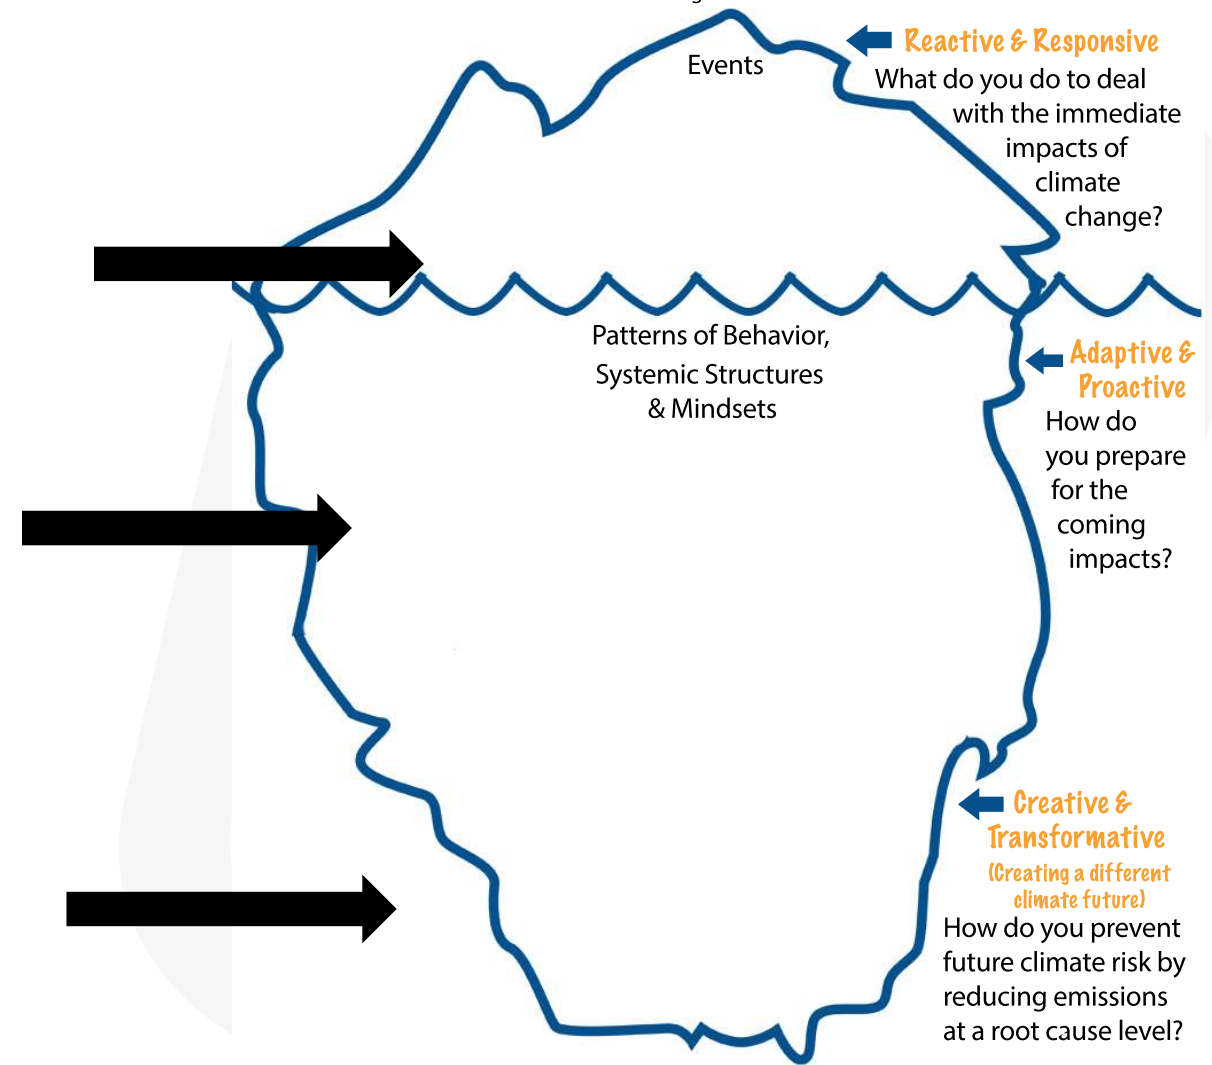 Events
Reactive & Responsive
What do you do to deal
with the immediate
impacts of
climate
change?
Patterns of Behavior,
Systemic Structures
& Mindsets
Adaptive &
Proactive
How do
you prepare
for the
coming
impacts?
Creative &
Transformative
(Creating a different
climate future)
How do you prevent
future climate risk by
reducing emissions
at a root cause level?